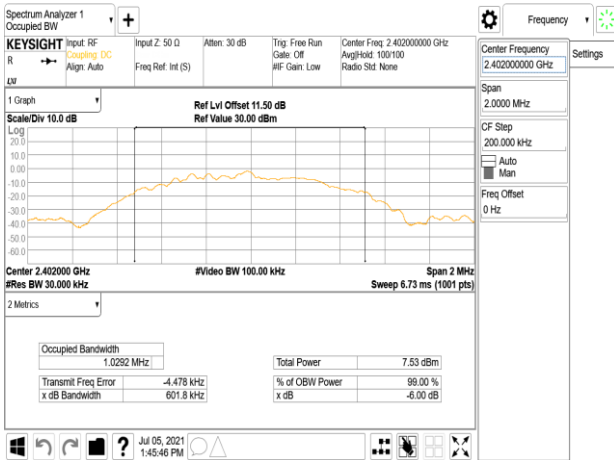 Spectrum Analyzer 1
Occupied BW
+
Frequency
KEYSIGHT
R
LXI
Input: RF
Coupling: DC
Align: Auto
Input Z: 50 Ω
Freq Ref: Int (S)
Atten: 30 dB
Trig: Free Run
Gate: Off
#IF Gain: Low
Center Freq: 2.402000000 GHz
Avg|Hold: 100/100
Radio Std: None
Center Frequency
2.402000000 GHz
Settings
Span
2.0000 MHz
CF Step
200.000 kHz
Auto
Man
Freq Offset
0 Hz
1 Graph
Scale/Div 10.0 dB
Ref Lvl Offset 11.50 dB
Ref Value 30.00 dBm
Log
20.0
10.0
0.00
-10.0
-20.0
-30.0
-40.0
-50.0
-60.0
Center 2.402000 GHz
#Video BW 100.00 kHz
Span 2 MHz
#Res BW 30.000 kHz
Sweep 6.73 ms (1001 pts)
2 Metrics
Occupied Bandwidth
1.0292 MHz
Total Power 7.53 dBm
Transmit Freq Error -4.478 kHz
% of OBW Power 99.00 %
x dB Bandwidth 601.8 kHz
x dB -6.00 dB
?
Jul 05, 2021
1:45:46 PM